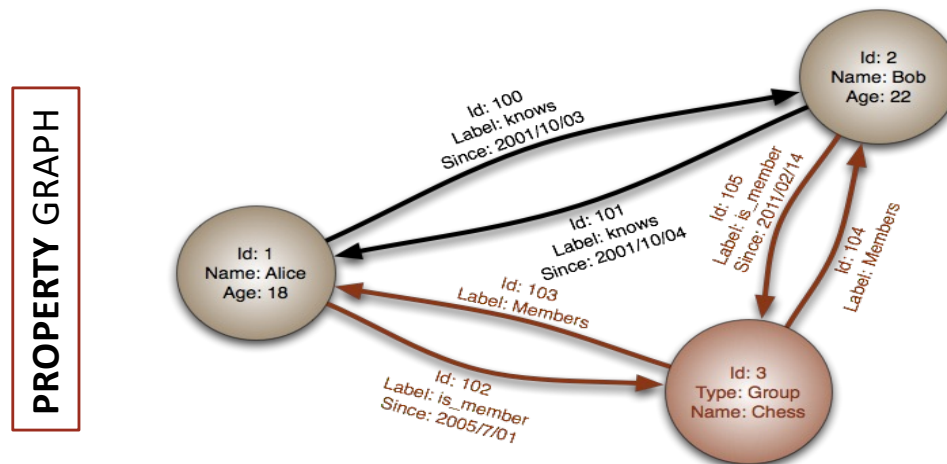 PROPERTY GRAPH
Id: 2
Name: Bob
Age: 22
Id: 100
Label: knows
Since: 2001/10/03
Id: 101
Label: knows
Since: 2001/10/04
Id: 105
Label: is_member
Since: 2011/02/14
Id: 104
Label: Members
Id: 1
Name: Alice
Age: 18
Id: 103
Label: Members
Id: 102
Label: is_member
Since: 2005/7/01
Id: 3
Type: Group
Name: Chess